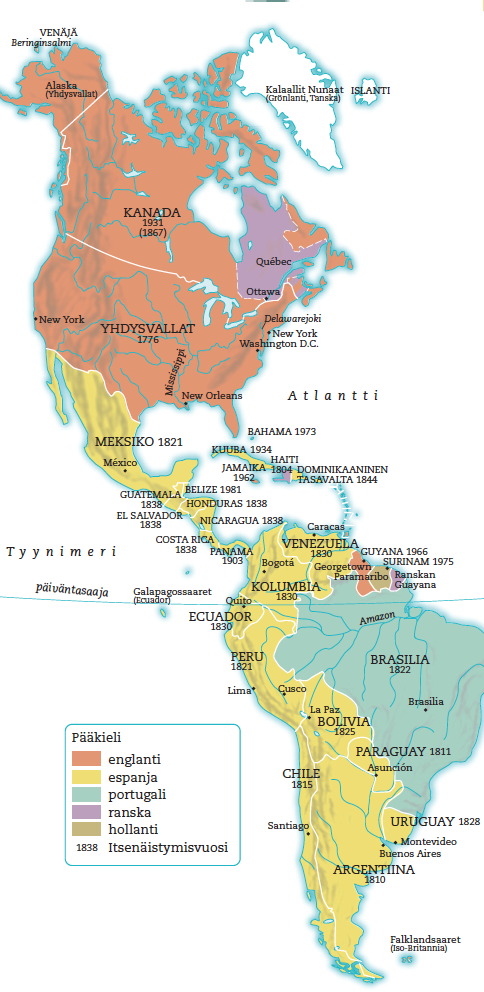 VENÄJÄ
Beringinsalmi
Alaska
(Yhdysvallat)
Kalaallit Nunaat
(Grönlanti, Tanska)
ISLANTI
KANADA
1931
(1867)
Québec
Ottawa
Delawarejoki
New York
New York
YHDYSVALLAT
1776
Washington D.C.
Mississippi
New Orleans
Atlantti
BAHAMA 1973
MEKSIKO 1821
KUUBA 1934
HAITI
1804
JAMAIKA
1962
DOMINIKAANINEN
TASAVALTA 1844
México
BELIZE 1981
GUATEMALA
1838
HONDURAS 1838
EL SALVADOR
1838
NICARAGUA 1838
COSTA RICA
1838
PANAMA
1903
Caracas
VENEZUELA
1830
Tyynimeri
GUYANA 1966
SURINAM 1975
Bogotá
Georgetown
Paramaribo
Ranskan
Guayana
KOLUMBIA
1830
päiväntasaaja
Galapagossaaret
(Ecuador)
Quito
ECUADOR
1830
Amazon
PERU
1821
BRASILIA
1822
Lima
Cusco
Brasilia
La Paz
BOLIVIA
1825
PARAGUAY 1811
Asunción
CHILE
1815
Santiago
URUGUAY 1828
Montevideo
Buenos Aires
ARGENTIINA
1810
Falklandsaaret
(Iso-Britannia)
Pääkieli
englanti
espanja
portugali
ranska
hollanti
1838 Itsenäistymisvuosi